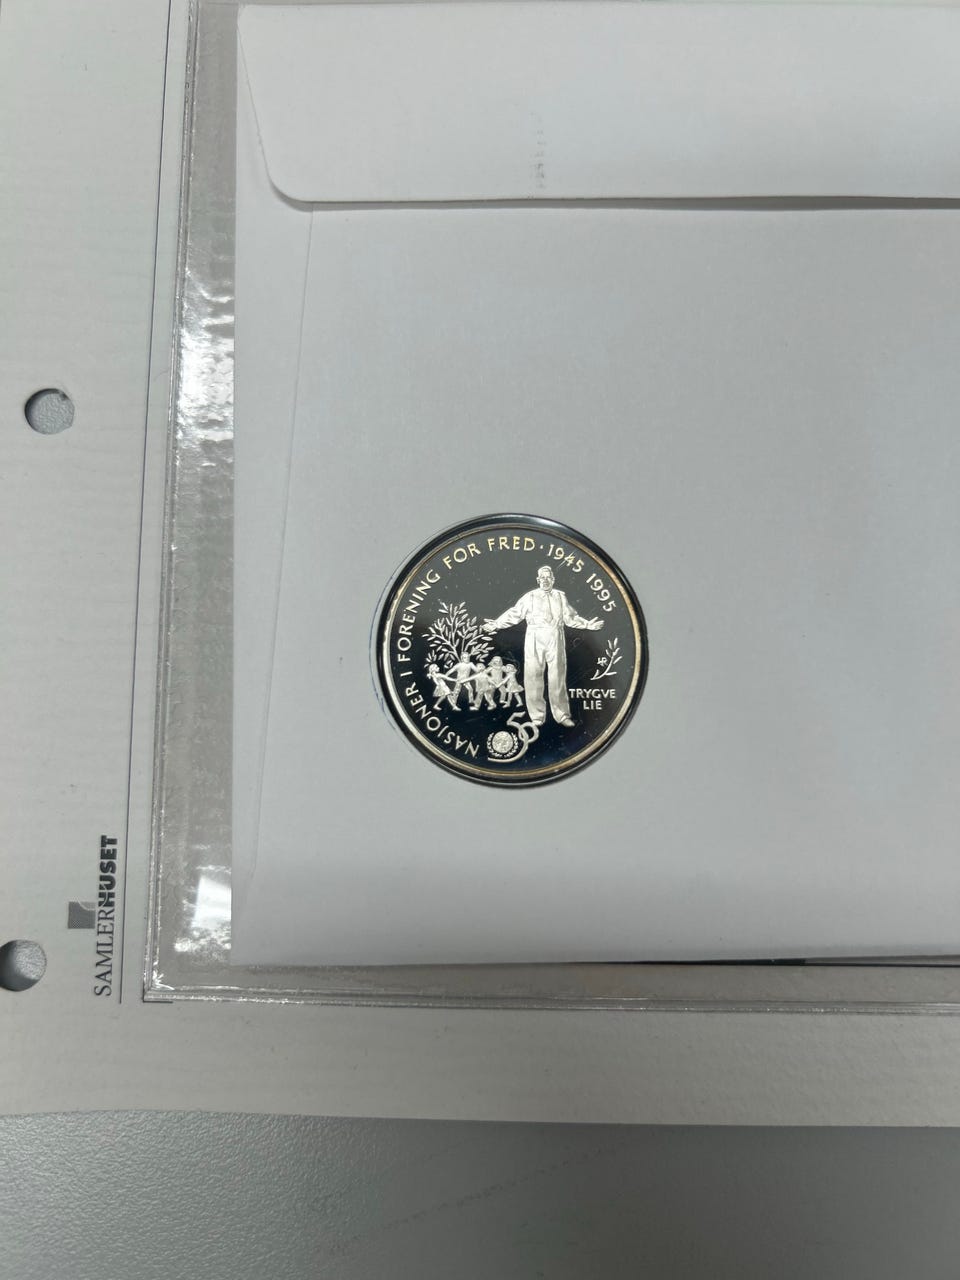 NASJONER I FORENING FOR FRED · 1945 1995
TRYGVE
LIE
50
SAMLERHUSET